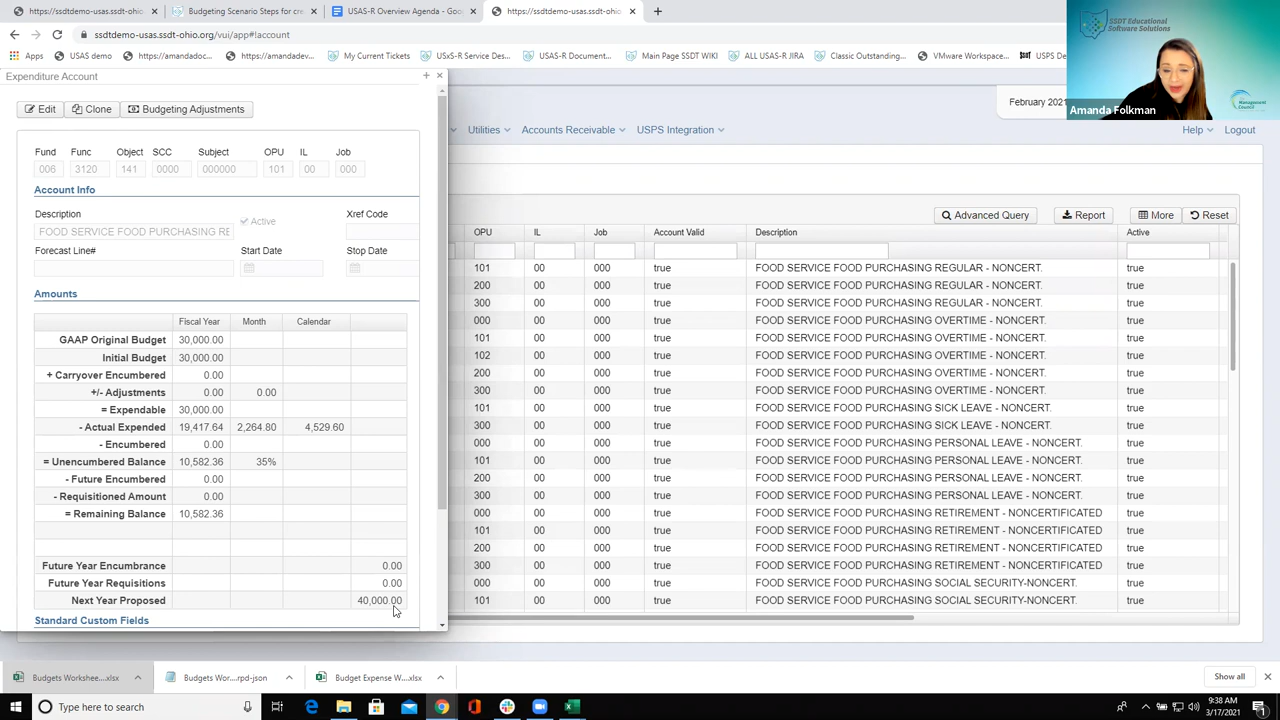 https://ssdtdemo-usas.ssdt-ohio.org/
Budgeting Scenario Steps for cre
USAS-R Overview Agenda - Goo
https://ssdtdemo-usas.ssdt-ohio.org/
ssdtdemo-usas.ssdt-ohio.org/vui/app#!account
Apps
USAS demo
https://amandadoc...
https://amandadev...
My Current Tickets
USxS-R Service Des...
USAS-R Document...
Main Page SSDT WIKI
ALL USAS-R JIRA
Classic Outstanding...
VMware Workspace...
USPS De
SSDT Educational
Software Solutions
Management
Council
Amanda Folkman
Expenditure Account
February 2021
Edit
Clone
Budgeting Adjustments
Utilities
Accounts Receivable
USPS Integration
Help
Logout
Fund Func Object SCC Subject OPU IL Job
006 3120 141 0000 000000 101 00 000
Account Info
Description
Active
Xref Code
FOOD SERVICE FOOD PURCHASING RE
Forecast Line#
Start Date
Stop Date
Amounts
Fiscal Year Month Calendar
GAAP Original Budget 30,000.00
Initial Budget 30,000.00
+ Carryover Encumbered 0.00
+/- Adjustments 0.00 0.00
= Expendable 30,000.00
- Actual Expended 19,417.64 2,264.80 4,529.60
- Encumbered 0.00
= Unencumbered Balance 10,582.36 35%
- Future Encumbered 0.00
- Requisitioned Amount 0.00
= Remaining Balance 10,582.36
Future Year Encumbrance 0.00
Future Year Requisitions 0.00
Next Year Proposed 40,000.00
Standard Custom Fields
Advanced Query
Report
More
Reset
OPU IL Job Account Valid Description Active
101 00 000 true FOOD SERVICE FOOD PURCHASING REGULAR - NONCERT. true
200 00 000 true FOOD SERVICE FOOD PURCHASING REGULAR - NONCERT. true
300 00 000 true FOOD SERVICE FOOD PURCHASING REGULAR - NONCERT. true
000 00 000 true FOOD SERVICE FOOD PURCHASING OVERTIME - NONCERT. true
101 00 000 true FOOD SERVICE FOOD PURCHASING OVERTIME - NONCERT. true
102 00 000 true FOOD SERVICE FOOD PURCHASING OVERTIME - NONCERT. true
200 00 000 true FOOD SERVICE FOOD PURCHASING OVERTIME - NONCERT. true
300 00 000 true FOOD SERVICE FOOD PURCHASING OVERTIME - NONCERT. true
101 00 000 true FOOD SERVICE FOOD PURCHASING SICK LEAVE - NONCERT. true
300 00 000 true FOOD SERVICE FOOD PURCHASING SICK LEAVE - NONCERT. true
000 00 000 true FOOD SERVICE FOOD PURCHASING PERSONAL LEAVE - NONCERT. true
101 00 000 true FOOD SERVICE FOOD PURCHASING PERSONAL LEAVE - NONCERT. true
200 00 000 true FOOD SERVICE FOOD PURCHASING PERSONAL LEAVE - NONCERT. true
300 00 000 true FOOD SERVICE FOOD PURCHASING PERSONAL LEAVE - NONCERT. true
000 00 000 true FOOD SERVICE FOOD PURCHASING RETIREMENT - NONCERTIFICATED true
101 00 000 true FOOD SERVICE FOOD PURCHASING RETIREMENT - NONCERTIFICATED true
200 00 000 true FOOD SERVICE FOOD PURCHASING RETIREMENT - NONCERTIFICATED true
300 00 000 true FOOD SERVICE FOOD PURCHASING RETIREMENT - NONCERTIFICATED true
000 00 000 true FOOD SERVICE FOOD PURCHASING SOCIAL SECURITY-NONCERT. true
101 00 000 true FOOD SERVICE FOOD PURCHASING SOCIAL SECURITY-NONCERT. true
Budgets Workshee....xlsx
Budgets Wor....rpd-json
Budget Expense W....xlsx
Show all
Type here to search
9:38 AM
3/17/2021